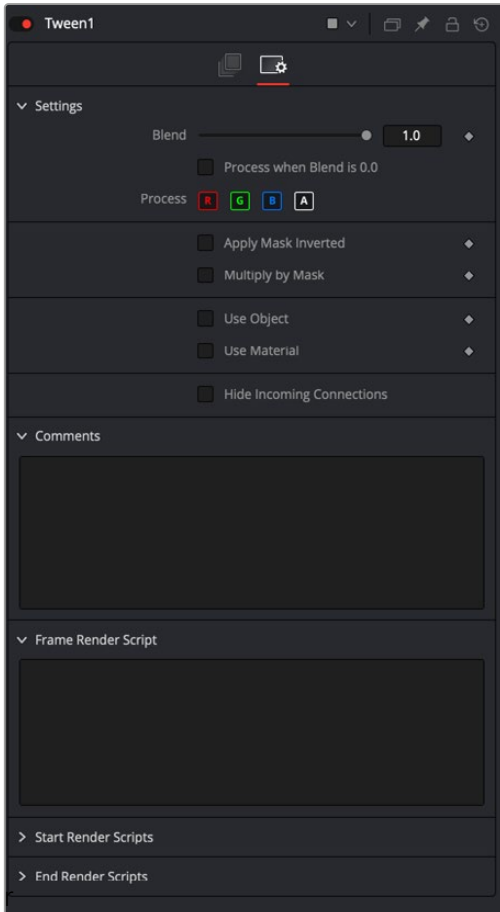 Tween1
Settings
Blend 1.0
Process when Blend is 0.0
Process R G B A
Apply Mask Inverted
Multiply by Mask
Use Object
Use Material
Hide Incoming Connections
Comments
Frame Render Script
Start Render Scripts
End Render Scripts